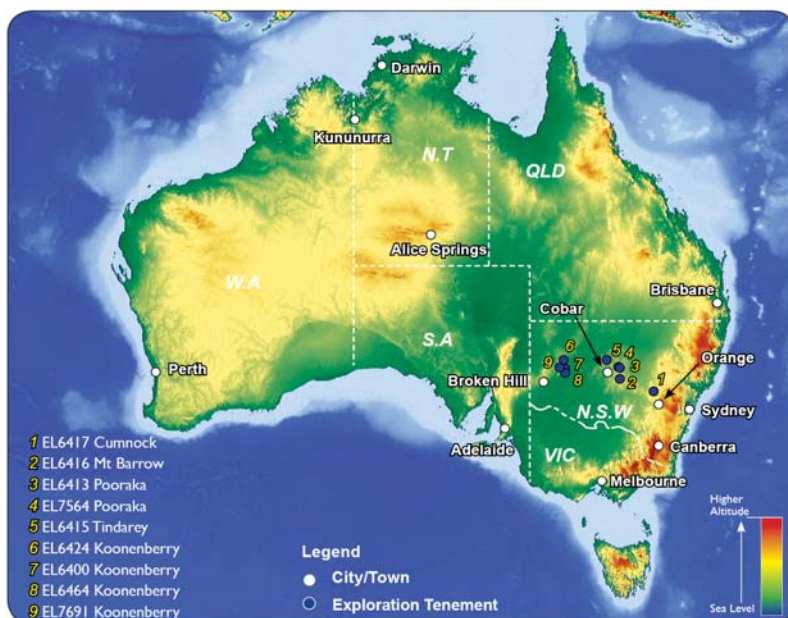 Darwin
Kununurra
N.T
QLD
Alice Springs
W.A
Brisbane
Cobar
S.A
6
5
4
Orange
9
7
3
1
Perth
Broken Hill
8
2
N.S.W
Sydney
Adelaide
VIC
Canberra
Melbourne
1 EL6417 Cumnock
2 EL6416 Mt Barrow
3 EL6413 Pooraka
4 EL7564 Pooraka
5 EL6415 Tindarey
6 EL6424 Koonenberry
7 EL6400 Koonenberry
8 EL6464 Koonenberry
9 EL7691 Koonenberry
Legend
City/Town
Exploration Tenement
Higher
Altitude
Sea Level